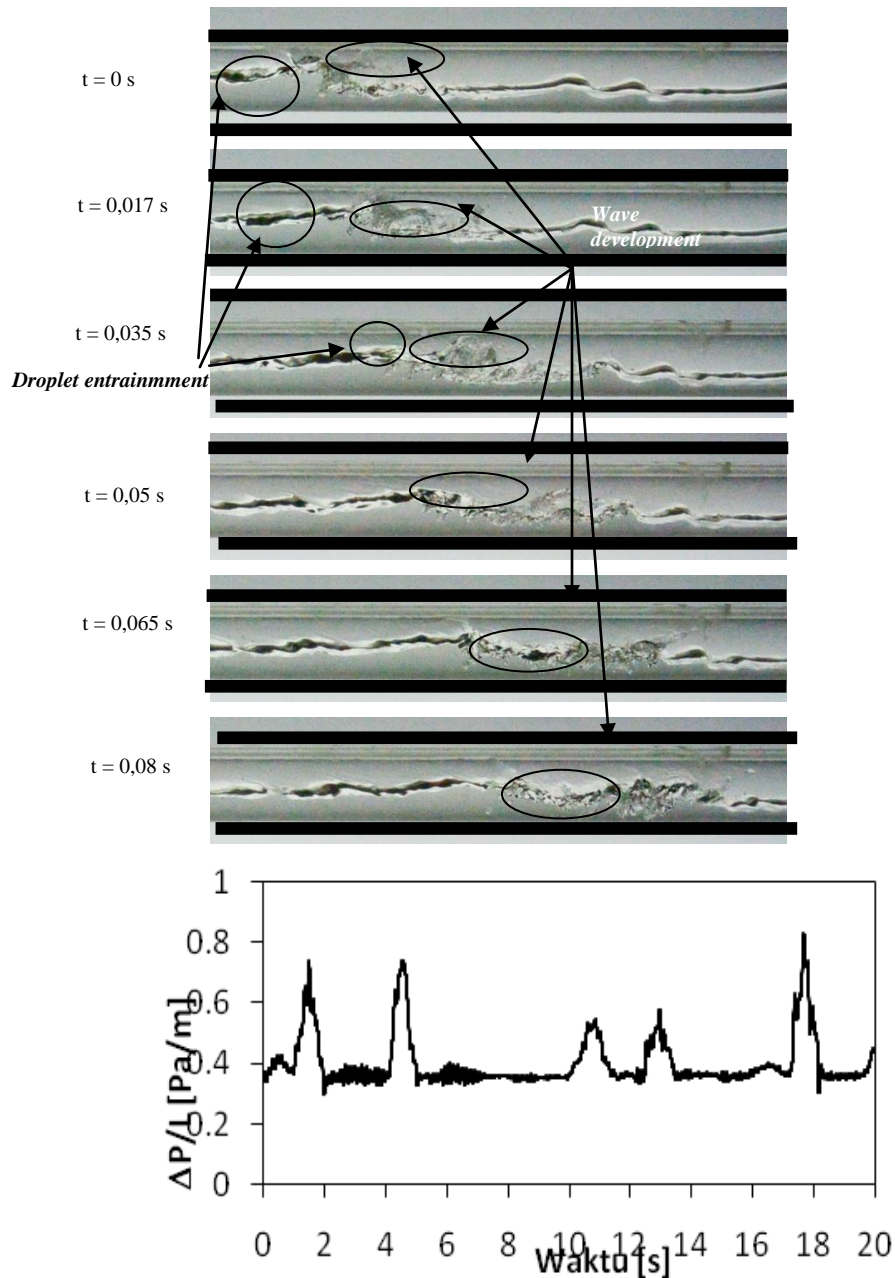 t = 0 s
t = 0,017 s
Wave
development
t = 0,035 s
Droplet entrainmment
t = 0,05 s
t = 0,065 s
t = 0,08 s
1
0.8
0.6
0.4
0.2
0
ΔP/L [Pa/m]
0 2 4 6 8 10 12 14 16 18 20
Waktu [s]